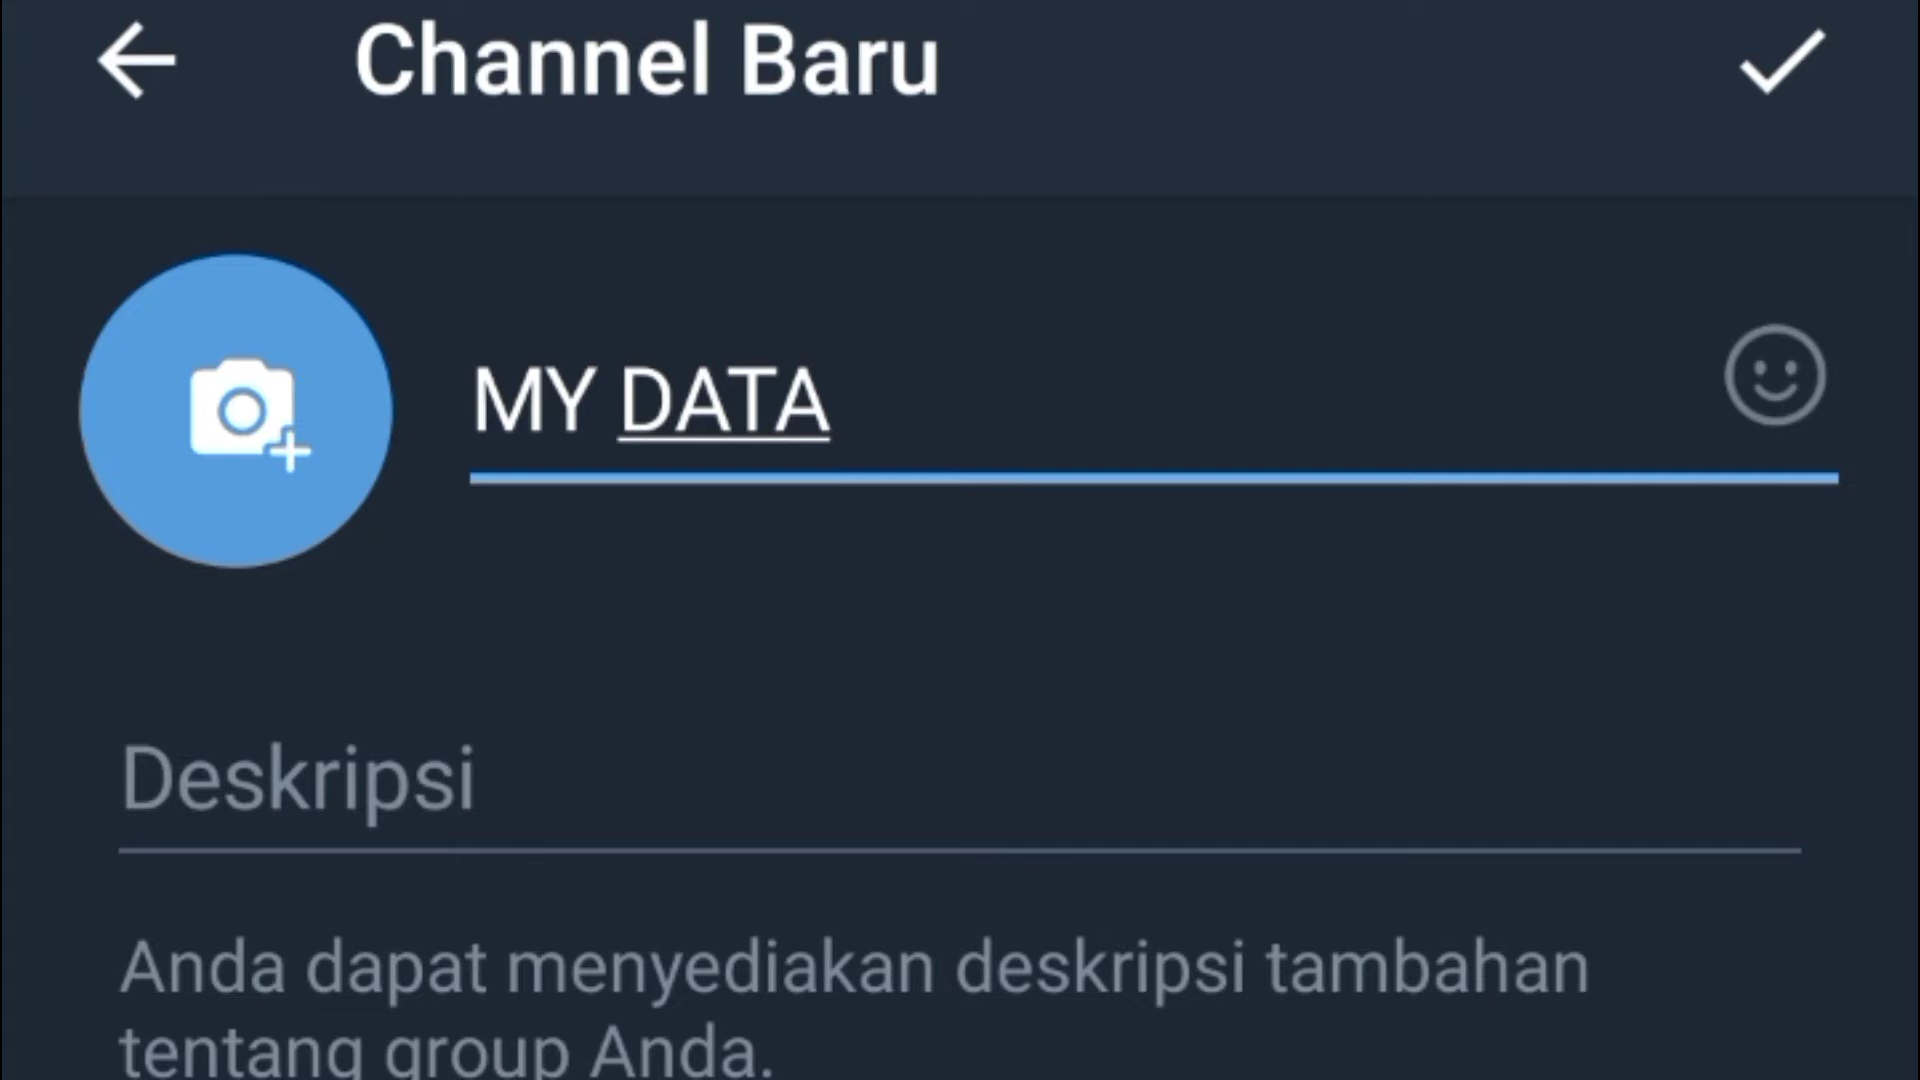 Channel Baru
MY DATA
Deskripsi
Anda dapat menyediakan deskripsi tambahan
tentang group Anda.